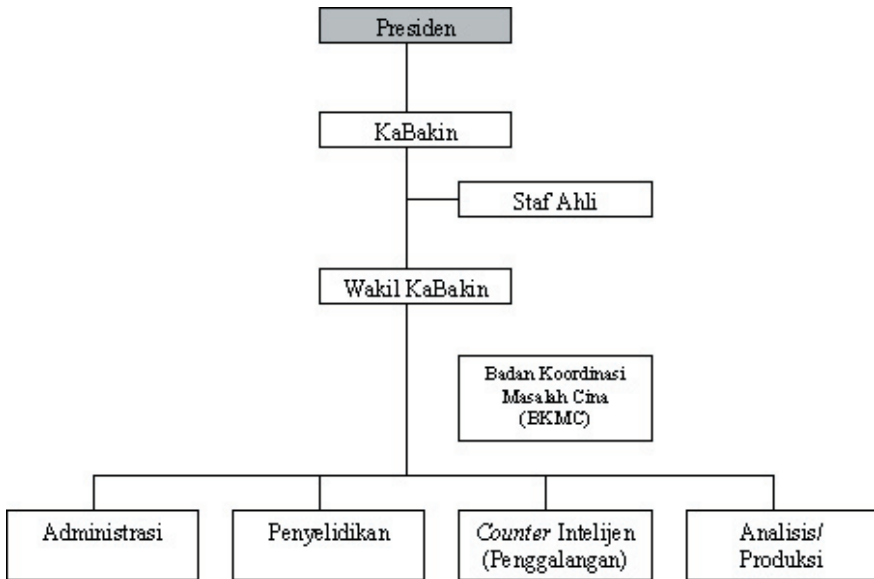 Presiden
KaBakin
Staf Ahli
Wakil KaBakin
Badan Koordinasi
Masalah Cina
(BKMC)
Administrasi
Penyelidikan
Counter Intelijen
(Penggalangan)
Analisis/
Produksi